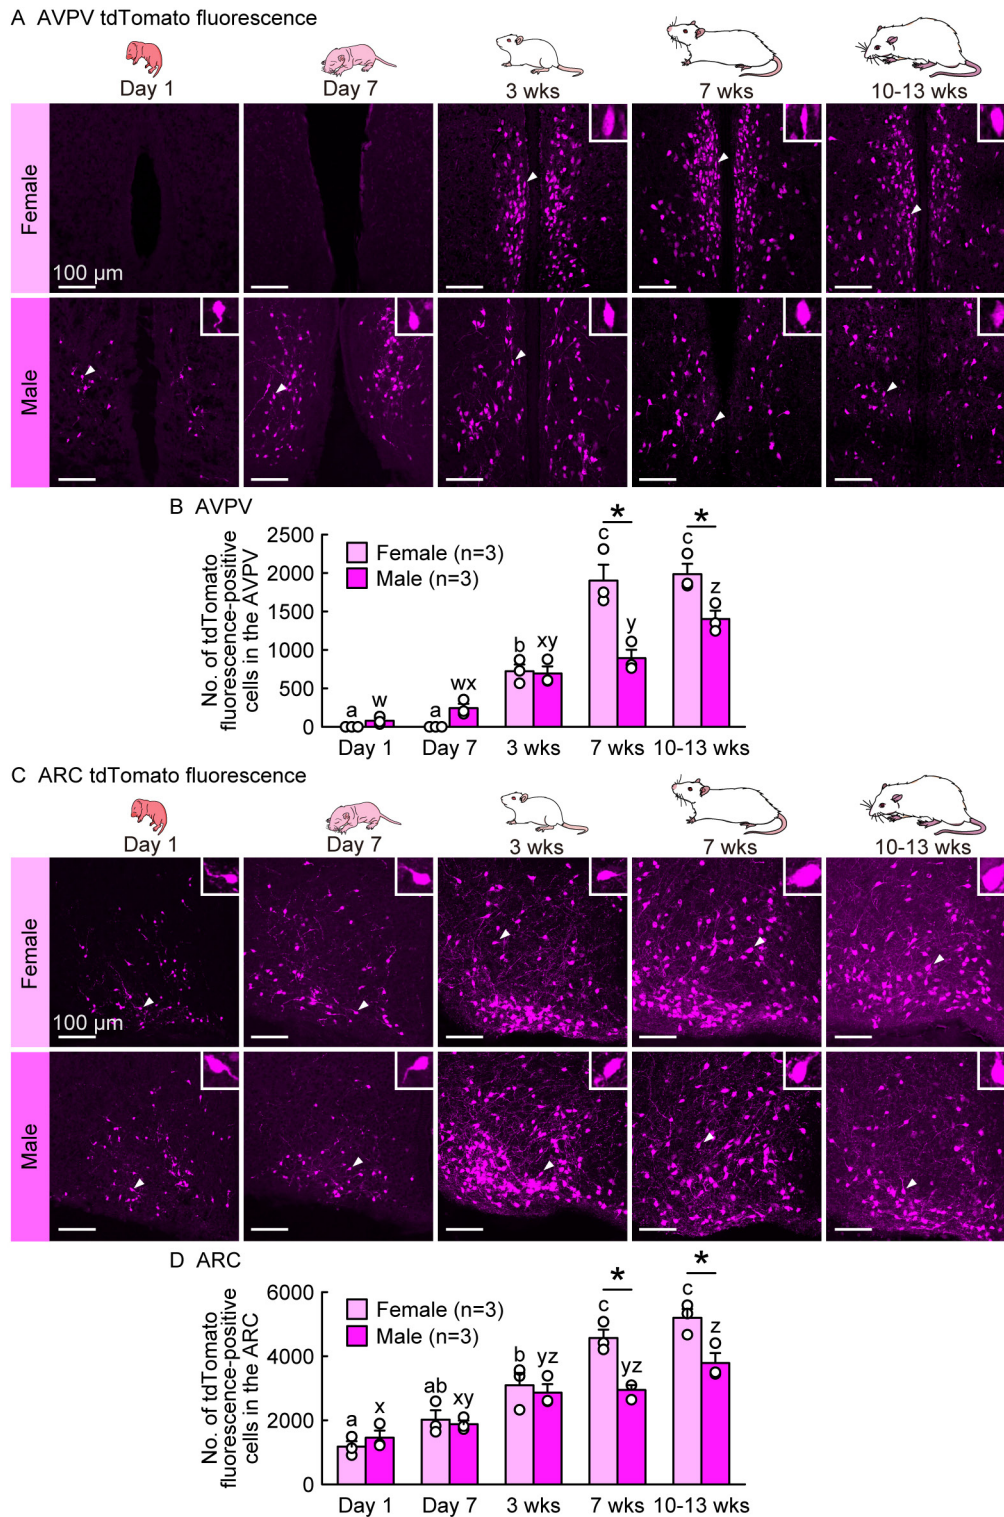 A AVPV tdTomato fluorescence
Day 1 Day 7 3 wks 7 wks 10-13 wks
Female
100 μm
Male
B AVPV
No. of tdTomato
fluorescence-positive
cells in the AVPV
2500
2000
1500
1000
500
0
Female (n=3)
Male (n=3)
a w a wx b xy c y c z
* *
Day 1 Day 7 3 wks 7 wks 10-13 wks
C ARC tdTomato fluorescence
Day 1 Day 7 3 wks 7 wks 10-13 wks
Female
100 μm
Male
D ARC
No. of tdTomato
fluorescence-positive
cells in the ARC
6000
4000
2000
0
Female (n=3)
Male (n=3)
a x ab xy b yz c yz c z
* *
Day 1 Day 7 3 wks 7 wks 10-13 wks